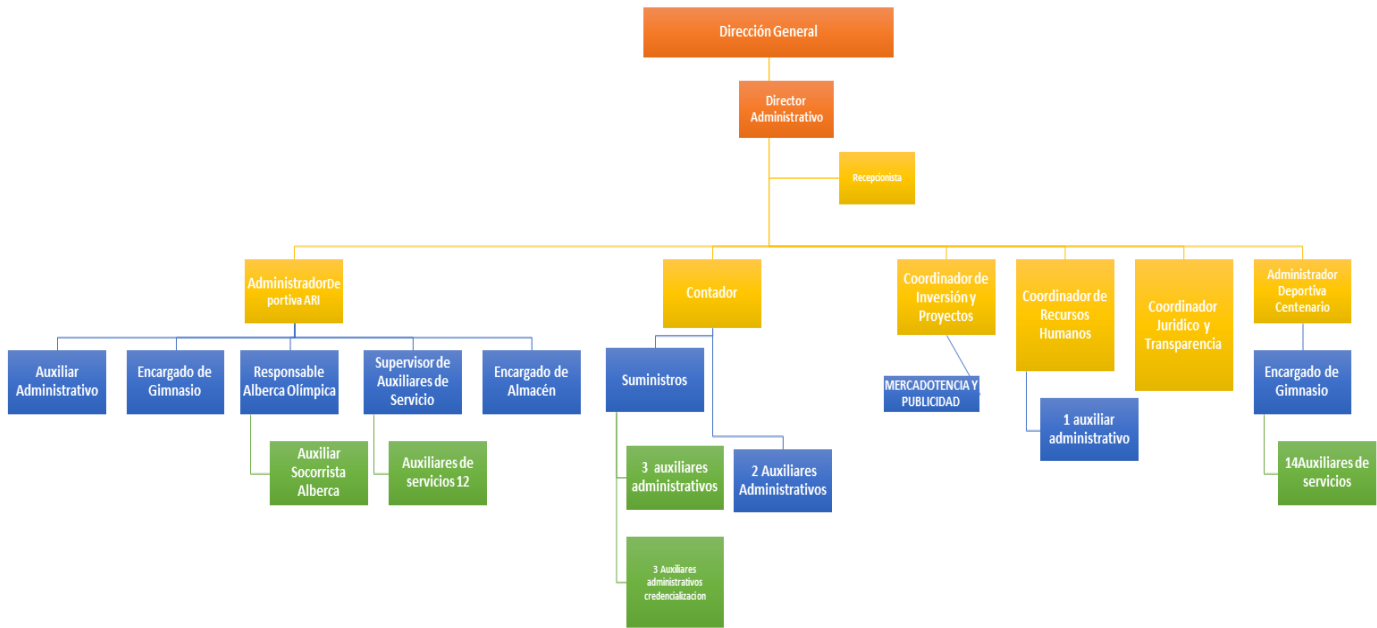 Dirección General
Director
Administrativo
Recepcionista
AdministradorDe
portiva ARI
Contador
Coordinador de
Inversión y
Proyectos
Coordinador de
Recursos
Humanos
Coordinador
Juridico y
Transparencia
Administrador
Deportiva
Centenario
Auxiliar
Administrativo
Encargado de
Gimnasio
Responsable
Alberca Olímpica
Supervisor de
Auxiliares de
Servicio
Encargado de
Almacén
Suministros
MERCADOTENCIA Y
PUBLICIDAD
1 auxiliar
administrativo
Encargado de
Gimnasio
Auxiliar
Socorrista
Alberca
Auxiliares de
servicios 12
3 auxiliares
administrativos
2 Auxiliares
Administrativos
14Auxiliares de
servicios
3 Auxiliares
administrativos
credencializacion